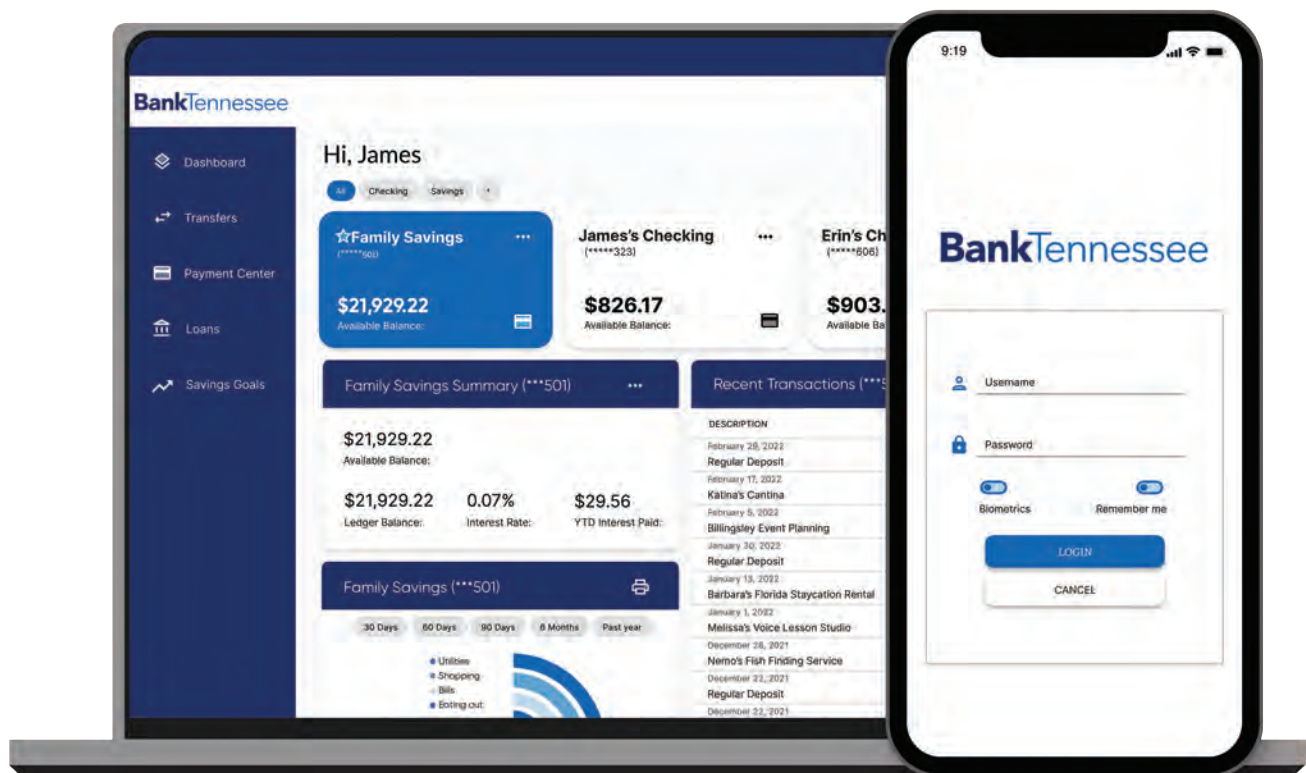 BankTennessee
Dashboard
Transfers
Payment Center
Loans
Savings Goals
Hi, James
All
Checking
Savings
+
☆Family Savings
•••
(*****501)
$21,929.22
Available Balance:
James's Checking
•••
(*****323)
$826.17
Available Balance:
Erin's Ch
(*****606)
$903.
Available Ba
Family Savings Summary (***501)
•••
$21,929.22
Available Balance:
$21,929.22
Ledger Balance:
0.07%
Interest Rate:
$29.56
YTD Interest Paid:
Family Savings (***501)
30 Days
60 Days
90 Days
6 Months
Past year
Utilities
Shopping
Bills
Eating out
Recent Transactions (***5
DESCRIPTION
February 28, 2022
Regular Deposit
February 17, 2022
Katina's Cantina
February 5, 2022
Billingsley Event Planning
January 30, 2022
Regular Deposit
January 13, 2022
Barbara's Florida Staycation Rental
January 1, 2022
Melissa's Voice Lesson Studio
December 28, 2021
Nemo's Fish Finding Service
December 23, 2021
Regular Deposit
December 22, 2021
9:19
BankTennessee
Username
Password
Biometrics
Remember me
LOGIN
CANCEL